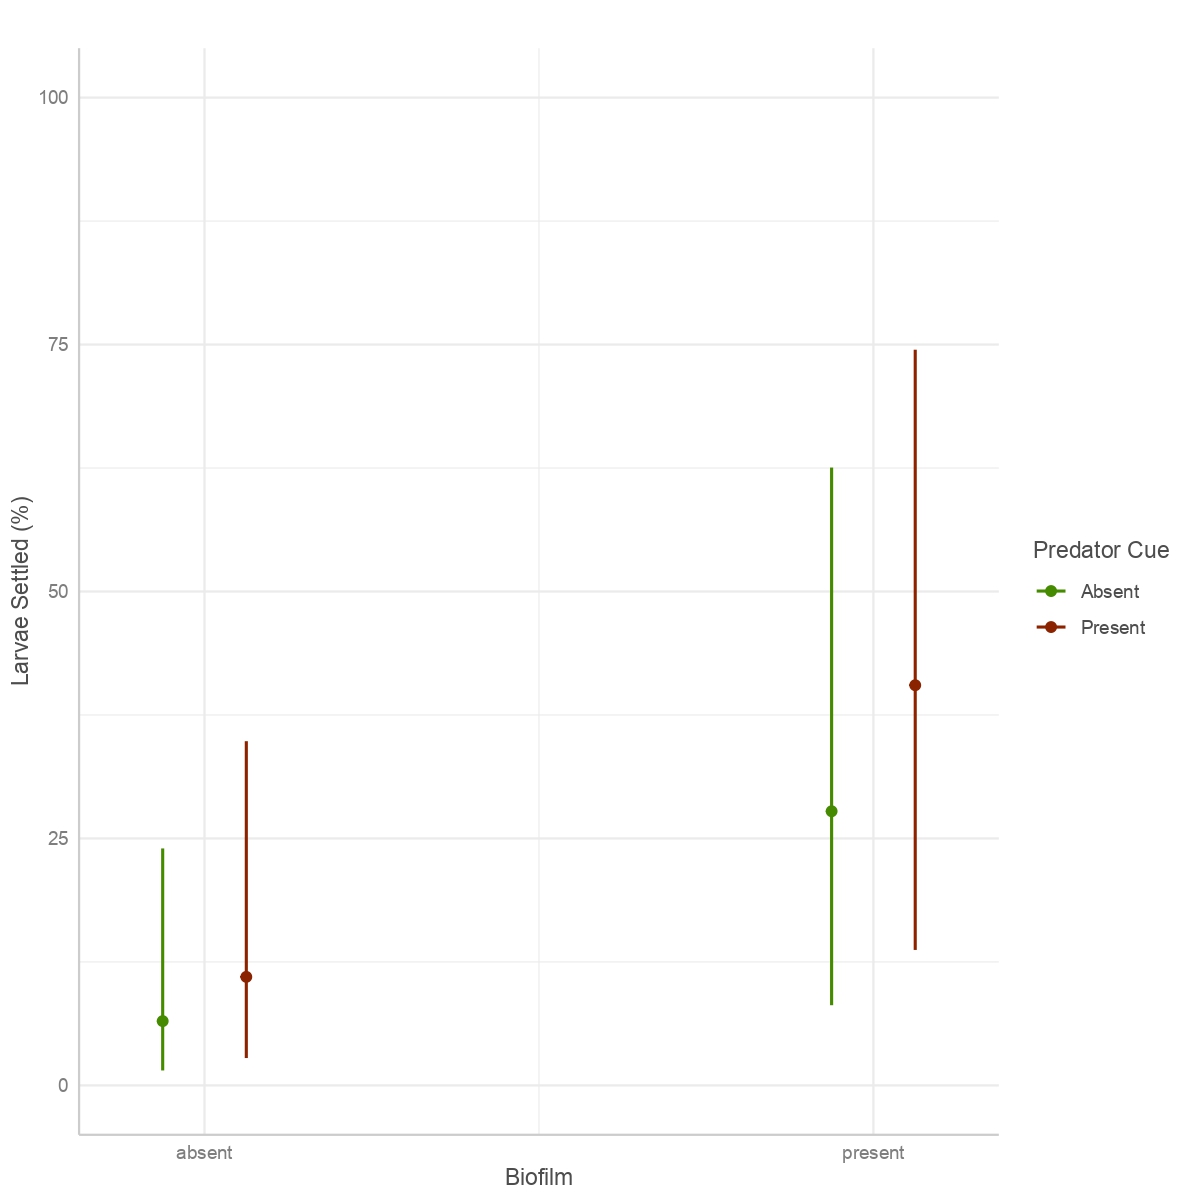 100
75
50
25
0
Larvae Settled (%)
absent
present
Biofilm
Predator Cue
Absent
Present